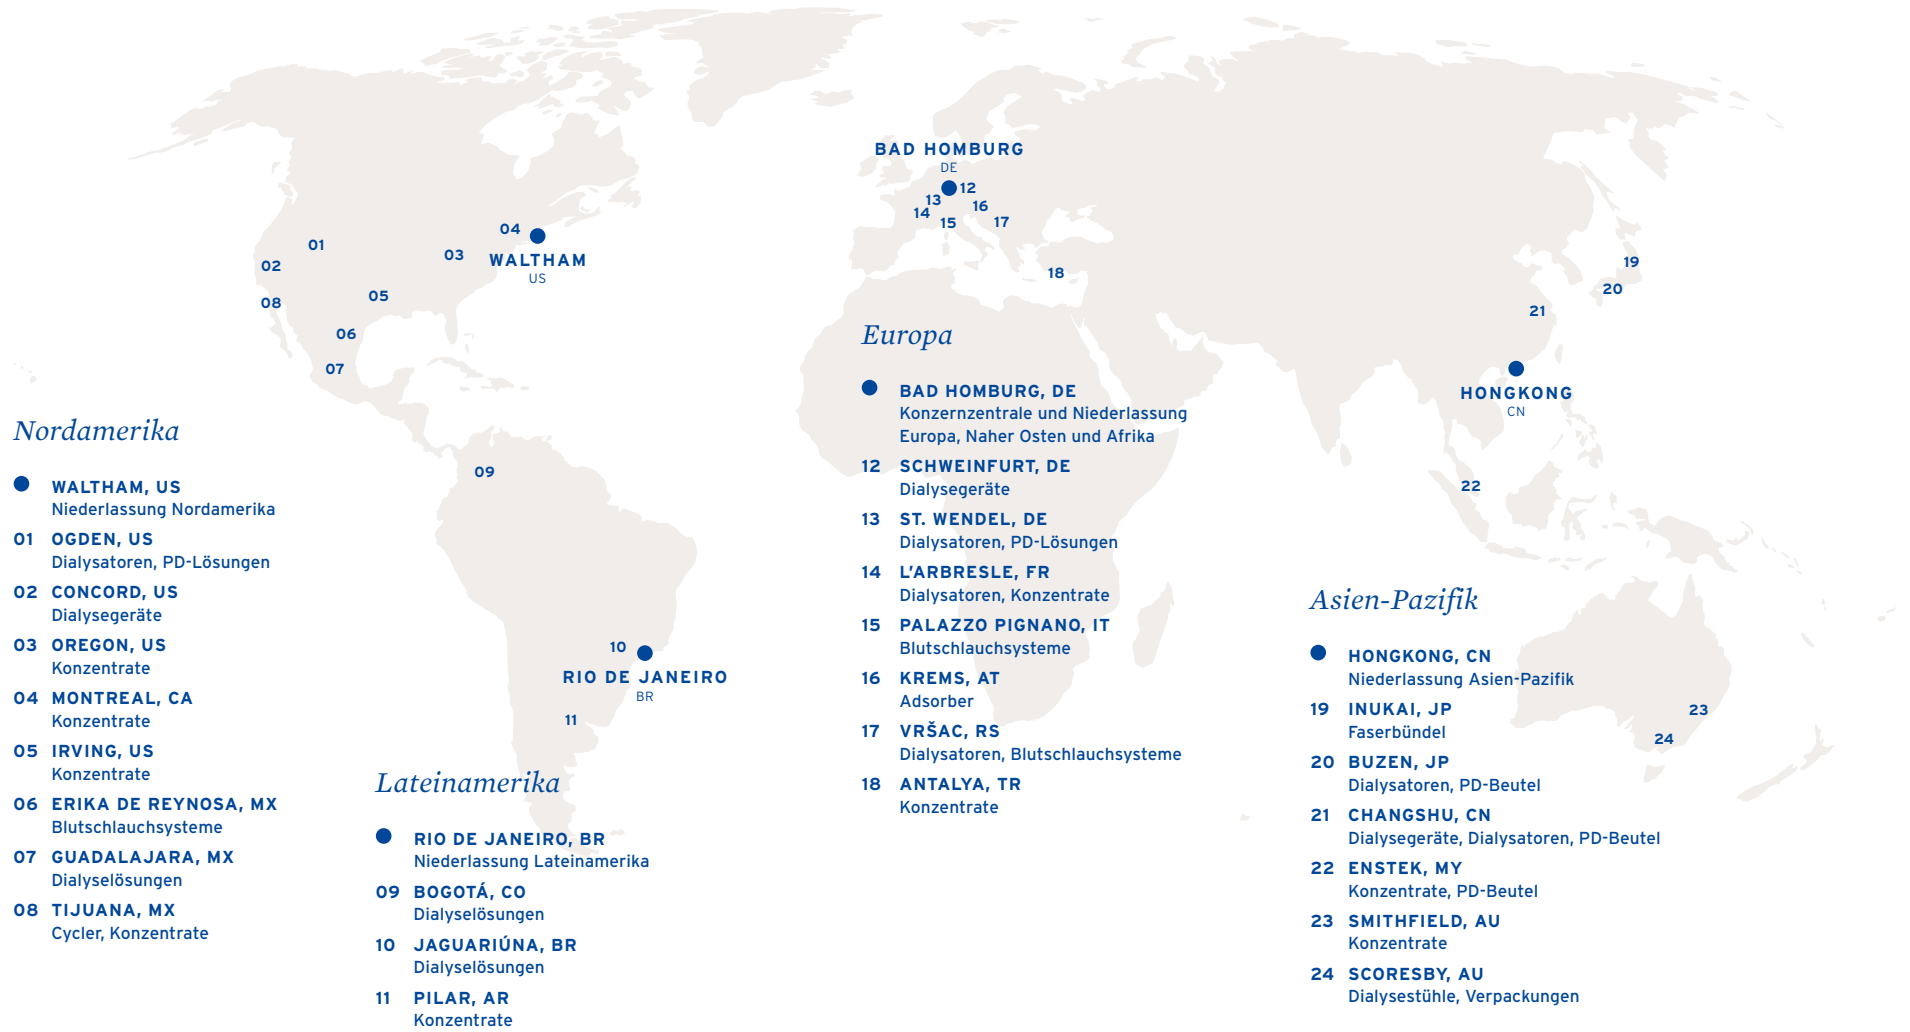 BAD HOMBURG
DE
12
13
16
14
15
17
18
04
WALTHAM
US
01
03
02
05
08
06
07
19
20
21
HONGKONG
CN
22
23
24
09
10
RIO DE JANEIRO
BR
11
Nordamerika
WALTHAM, US
Niederlassung Nordamerika
01 OGDEN, US
Dialysatoren, PD-Lösungen
02 CONCORD, US
Dialysegeräte
03 OREGON, US
Konzentrate
04 MONTREAL, CA
Konzentrate
05 IRVING, US
Konzentrate
06 ERIKA DE REYNOSA, MX
Blutschlauchsysteme
07 GUADALAJARA, MX
Dialyselösungen
08 TIJUANA, MX
Cycler, Konzentrate
Lateinamerika
RIO DE JANEIRO, BR
Niederlassung Lateinamerika
09 BOGOTÁ, CO
Dialyselösungen
10 JAGUARIÚNA, BR
Dialyselösungen
11 PILAR, AR
Konzentrate
Europa
BAD HOMBURG, DE
Konzernzentrale und Niederlassung
Europa, Naher Osten und Afrika
12 SCHWEINFURT, DE
Dialysegeräte
13 ST. WENDEL, DE
Dialysatoren, PD-Lösungen
14 L'ARBRESLE, FR
Dialysatoren, Konzentrate
15 PALAZZO PIGNANO, IT
Blutschlauchsysteme
16 KREMS, AT
Adsorber
17 VRŠAC, RS
Dialysatoren, Blutschlauchsysteme
18 ANTALYA, TR
Konzentrate
Asien-Pazifik
HONGKONG, CN
Niederlassung Asien-Pazifik
19 INUKAI, JP
Faserbündel
20 BUZEN, JP
Dialysatoren, PD-Beutel
21 CHANGSHU, CN
Dialysegeräte, Dialysatoren, PD-Beutel
22 ENSTEK, MY
Konzentrate, PD-Beutel
23 SMITHFIELD, AU
Konzentrate
24 SCORESBY, AU
Dialysestühle, Verpackungen